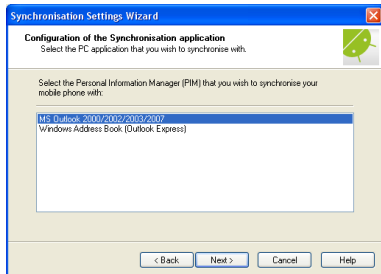 Synchronisation Settings Wizard
Configuration of the Synchronisation application
Select the PC application that you wish to synchronise with.
Select the Personal Information Manager (PIM) that you wish to synchronise your
mobile phone with:
MS Outlook 2000/2002/2003/2007
Windows Address Book (Outlook Express)
< Back Next > Cancel Help